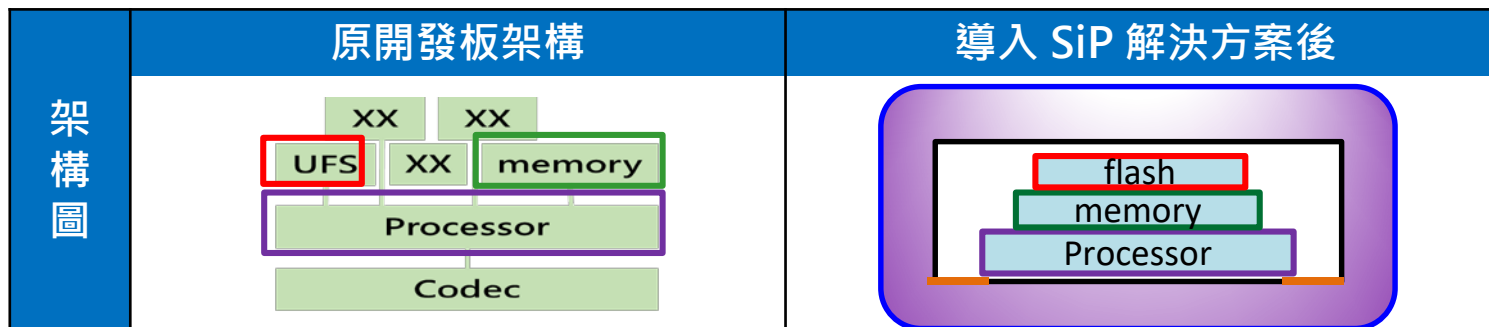 架構圖
原開發板架構
導入 SiP 解決方案後
XX
XX
UFS
XX
memory
Processor
Codec
flash
memory
Processor